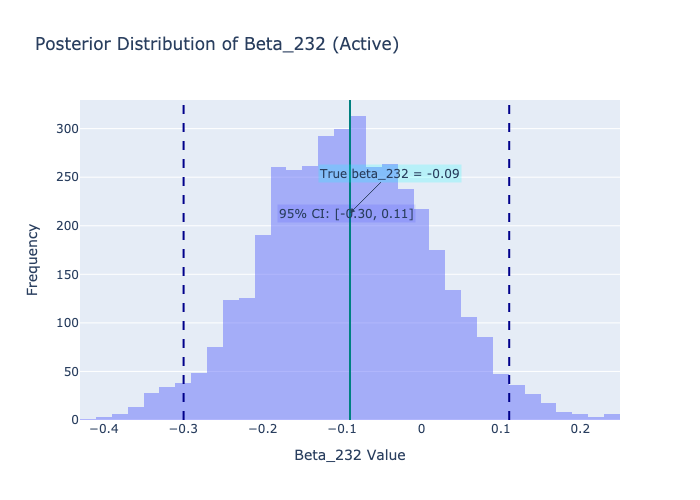 Posterior Distribution of Beta_232 (Active)
300
250
200
150
100
50
0
Frequency
True beta_232 = -0.09
95% CI: [-0.30, 0.11]
−0.4
−0.3
−0.2
−0.1
0
0.1
0.2
Beta_232 Value